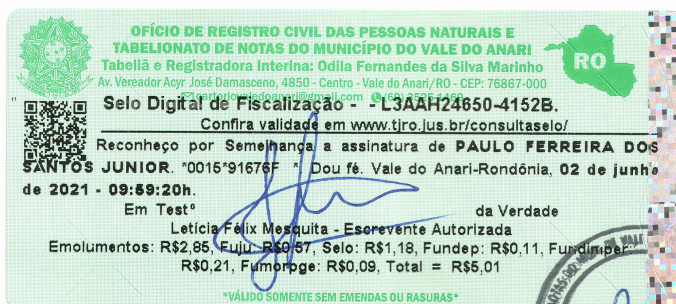 OFÍCIO DE REGISTRO CIVIL DAS PESSOAS NATURAIS E
TABELIONATO DE NOTAS DO MUNICÍPIO DO VALE DO ANARI
Tabeliã e Registradora Interina: Odila Fernandes da Silva Marinho
Av. Vereador Acyr José Damasceno, 4850 - Centro - Vale do Anari/RO - CEP: 76867-000
RO
Selo Digital de Fiscalização - - L3AAH24650-4152B.
Confira validade em www.tjro.jus.br/consultaselo/
Reconheço por Semelhança a assinatura de PAULO FERREIRA DOS
SANTOS JUNIOR. *0015*91676F * Dou fé. Vale do Anari-Rondônia, 02 de junho
de 2021 - 09:59:20h.
Em Testº da Verdade
Letícia Félix Mesquita - Escrevente Autorizada
Emolumentos: R$2,85, Fuju: R$0,57, Selo: R$1,18, Fundep: R$0,11, Fundimper:
R$0,21, Fumorpge: R$0,09, Total = R$5,01
*VÁLIDO SOMENTE SEM EMENDAS OU RASURAS*